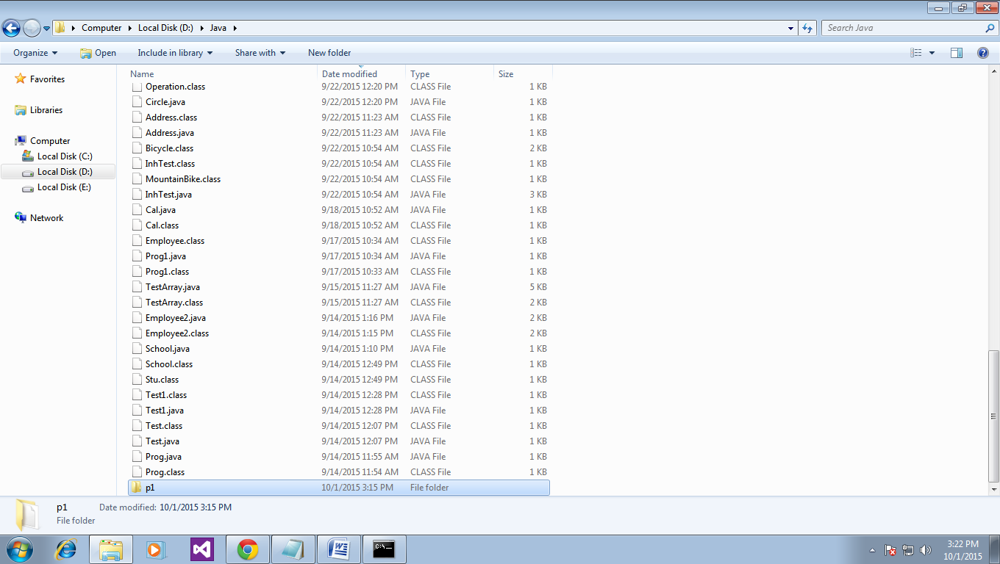 Computer Local Disk (D:) Java
Search Java
Organize Open Include in library Share with New folder
Favorites
Libraries
Computer
Local Disk (C:)
Local Disk (D:)
Local Disk (E:)
Network
Name Date modified Type Size
Operation.class 9/22/2015 12:20 PM CLASS File 1 KB
Circle.java 9/22/2015 12:20 PM JAVA File 1 KB
Address.class 9/22/2015 11:23 AM CLASS File 1 KB
Address.java 9/22/2015 11:23 AM JAVA File 1 KB
Bicycle.class 9/22/2015 10:54 AM CLASS File 2 KB
InhTest.class 9/22/2015 10:54 AM CLASS File 1 KB
MountainBike.class 9/22/2015 10:54 AM CLASS File 1 KB
InhTest.java 9/22/2015 10:54 AM JAVA File 3 KB
Cal.java 9/18/2015 10:52 AM JAVA File 1 KB
Cal.class 9/18/2015 10:52 AM CLASS File 1 KB
Employee.class 9/17/2015 10:34 AM CLASS File 1 KB
Prog1.java 9/17/2015 10:34 AM JAVA File 1 KB
Prog1.class 9/17/2015 10:33 AM CLASS File 1 KB
TestArray.java 9/15/2015 11:27 AM JAVA File 5 KB
TestArray.class 9/15/2015 11:27 AM CLASS File 2 KB
Employee2.java 9/14/2015 1:16 PM JAVA File 2 KB
Employee2.class 9/14/2015 1:15 PM CLASS File 2 KB
School.java 9/14/2015 1:10 PM JAVA File 1 KB
School.class 9/14/2015 12:49 PM CLASS File 1 KB
Stu.class 9/14/2015 12:49 PM CLASS File 1 KB
Test1.class 9/14/2015 12:28 PM CLASS File 1 KB
Test1.java 9/14/2015 12:28 PM JAVA File 1 KB
Test.class 9/14/2015 12:07 PM CLASS File 1 KB
Test.java 9/14/2015 12:07 PM JAVA File 1 KB
Prog.java 9/14/2015 11:55 AM JAVA File 1 KB
Prog.class 9/14/2015 11:54 AM CLASS File 1 KB
p1 10/1/2015 3:15 PM File folder
p1 Date modified: 10/1/2015 3:15 PM
File folder
C:\
3:22 PM
10/1/2015